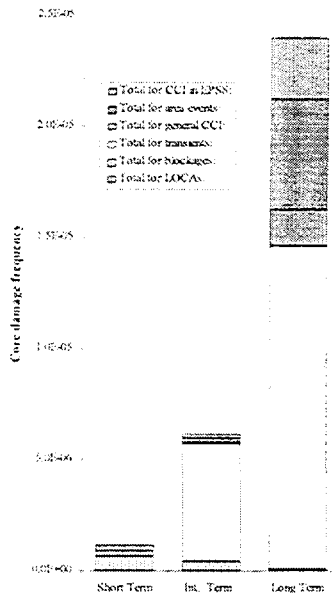 2.5E-05
Total for CCI in EPSS:
Total for area events:
Total for general CCI:
Total for transients:
Total for blockages:
Total for LOCAs:
2.0E-05
1.5E-05
Core damage frequency
1.0E-05
5.0E-06
0.0E+00
Short Term
Int. Term
Long Term